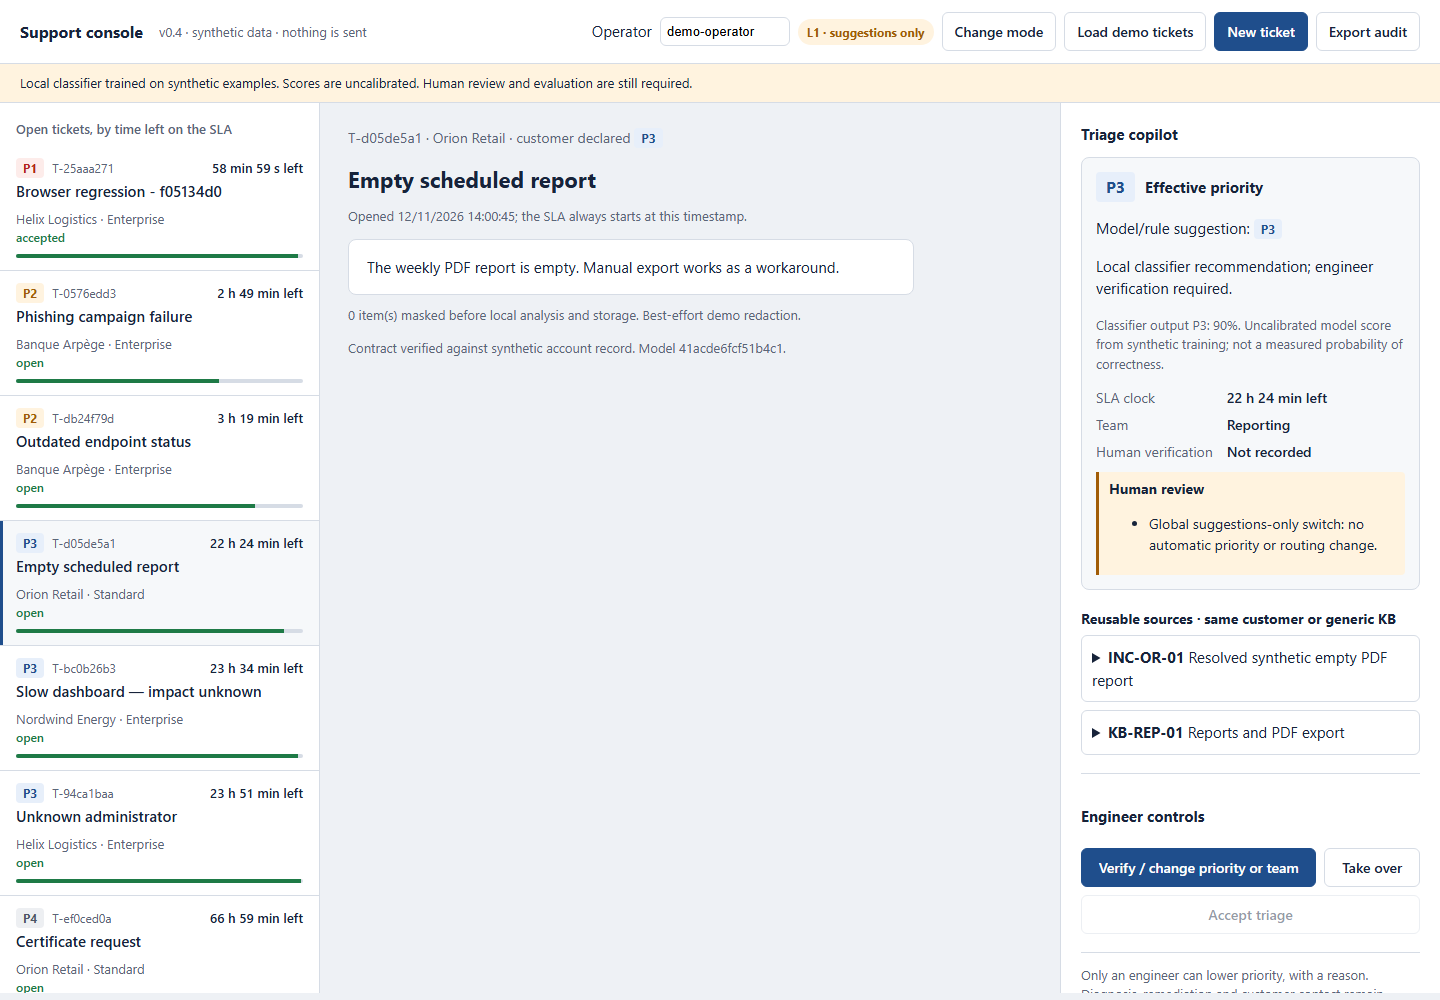 Support console v0.4 · synthetic data · nothing is sent
Operator demo-operator L1 · suggestions only Change mode Load demo tickets New ticket Export audit
Local classifier trained on synthetic examples. Scores are uncalibrated. Human review and evaluation are still required.
Open tickets, by time left on the SLA
P1 T-25aaa271 58 min 59 s left
Browser regression - f05134d0
Helix Logistics · Enterprise
accepted
P2 T-0576edd3 2 h 49 min left
Phishing campaign failure
Banque Arpège · Enterprise
open
P2 T-db24f79d 3 h 19 min left
Outdated endpoint status
Banque Arpège · Enterprise
open
P3 T-d05de5a1 22 h 24 min left
Empty scheduled report
Orion Retail · Standard
open
P3 T-bc0b26b3 23 h 34 min left
Slow dashboard — impact unknown
Nordwind Energy · Enterprise
open
P3 T-94ca1baa 23 h 51 min left
Unknown administrator
Helix Logistics · Enterprise
open
P4 T-ef0ced0a 66 h 59 min left
Certificate request
Orion Retail · Standard
open
T-d05de5a1 · Orion Retail · customer declared P3
Empty scheduled report
Opened 12/11/2026 14:00:45; the SLA always starts at this timestamp.
The weekly PDF report is empty. Manual export works as a workaround.
0 item(s) masked before local analysis and storage. Best-effort demo redaction.
Contract verified against synthetic account record. Model 41acde6fcf51b4c1.
Triage copilot
P3 Effective priority
Model/rule suggestion: P3
Local classifier recommendation; engineer
verification required.
Classifier output P3: 90%. Uncalibrated model score
from synthetic training; not a measured probability of
correctness.
SLA clock 22 h 24 min left
Team Reporting
Human verification Not recorded
Human review
• Global suggestions-only switch: no
automatic priority or routing change.
Reusable sources · same customer or generic KB
▶ INC-OR-01 Resolved synthetic empty PDF
report
▶ KB-REP-01 Reports and PDF export
Engineer controls
Verify / change priority or team Take over
Accept triage
Only an engineer can lower priority, with a reason.
Diagnosis, remediation and customer contact remain